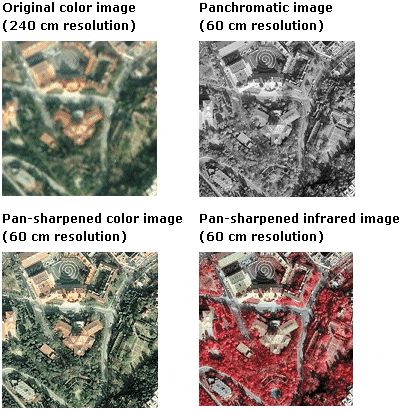 Original color image
(240 cm resolution)
Panchromatic image
(60 cm resolution)
Pan-sharpened color image
(60 cm resolution)
Pan-sharpened infrared image
(60 cm resolution)